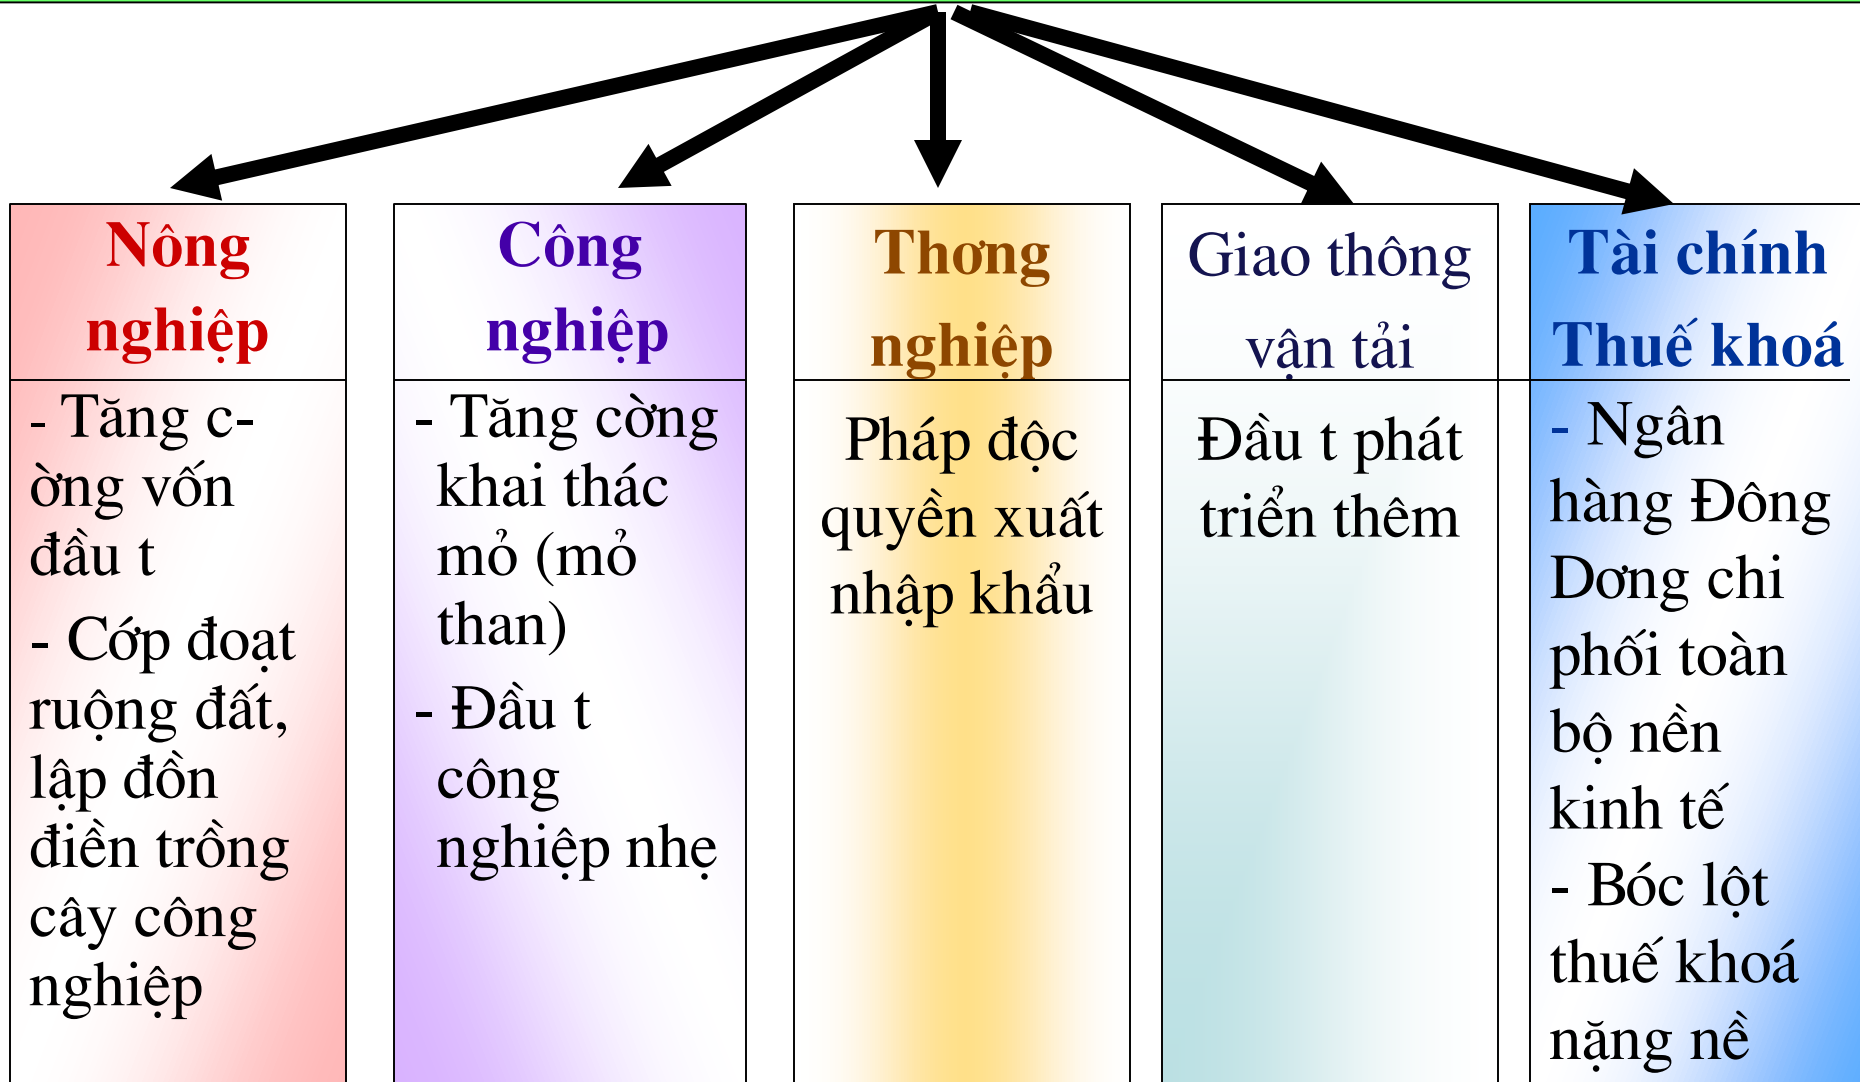 Nông
nghiệp
- Tăng c-
ờng vốn
đầu t
- Cớp đoạt
ruộng đất,
lập đồn
điền trồng
cây công
nghiệp
Công
nghiệp
- Tăng cờng
khai thác
mỏ (mỏ
than)
- Đầu t
công
nghiệp nhẹ
Thơng
nghiệp
Pháp độc
quyền xuất
nhập khẩu
Giao thông
vận tải
Đầu t phát
triển thêm
Tài chính
Thuế khoá
- Ngân
hàng Đông
Dơng chi
phối toàn
bộ nền
kinh tế
- Bóc lột
thuế khoá
nặng nề